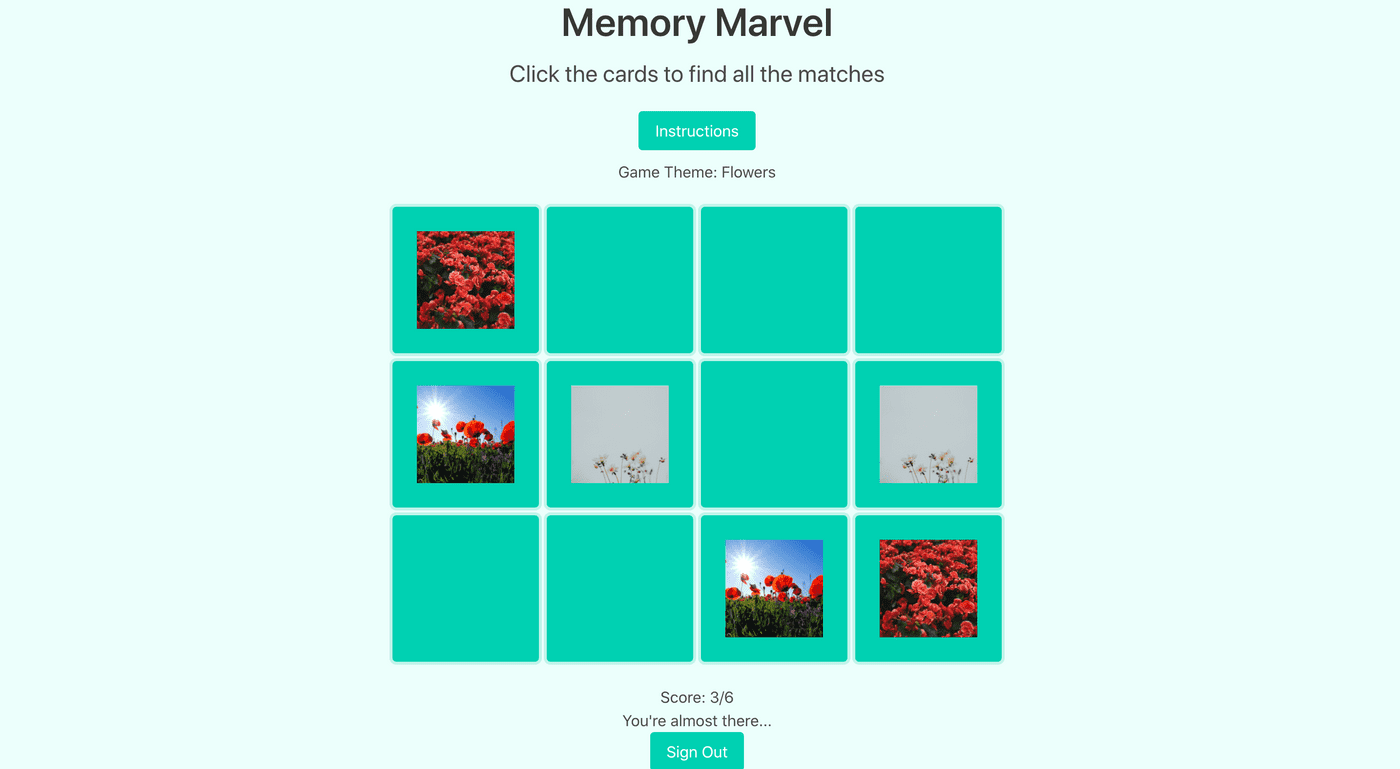 Memory Marvel
Click the cards to find all the matches
Instructions
Game Theme: Flowers
Score: 3/6
You're almost there...
Sign Out